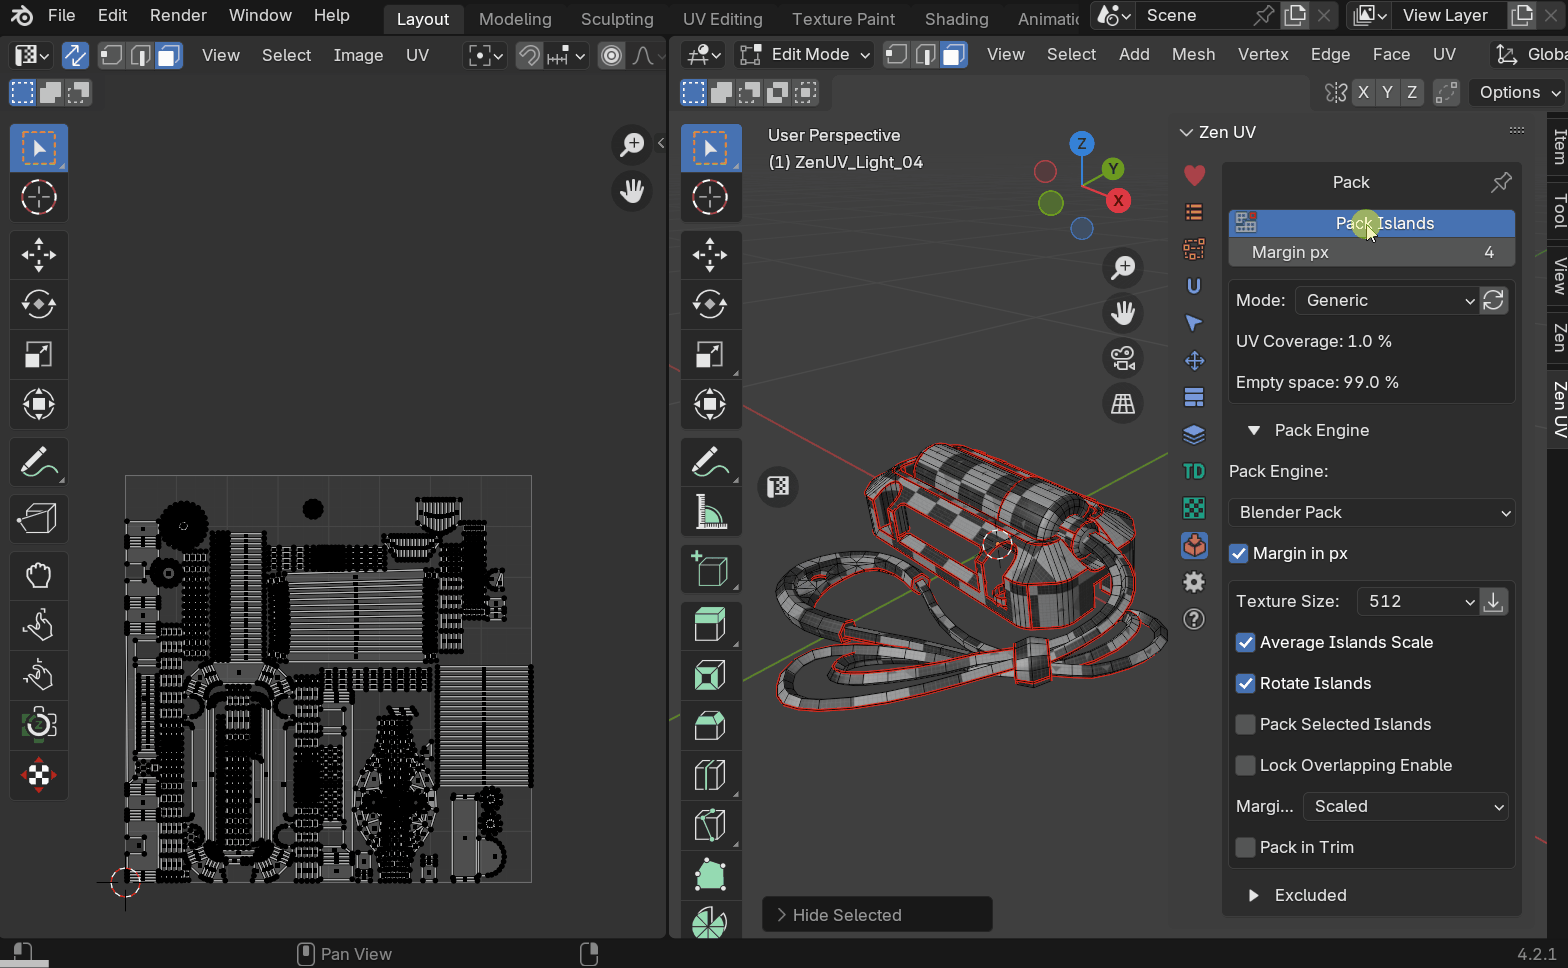 File Edit Render Window Help Layout Modeling Sculpting UV Editing Texture Paint Shading Animatic Scene View Layer
View Select Image UV Edit Mode View Select Add Mesh Vertex Edge Face UV Globa
X Y Z Options
User Perspective
(1) ZenUV_Light_04
Z
Y
X
Zen UV
Pack
Pack Islands
Margin px 4
Mode: Generic
UV Coverage: 1.0 %
Empty space: 99.0 %
Pack Engine
Pack Engine:
Blender Pack
Margin in px
Texture Size: 512
Average Islands Scale
Rotate Islands
Pack Selected Islands
Lock Overlapping Enable
Margi... Scaled
Pack in Trim
Excluded
TD
Item
Tool
View
Zen
Zen UV
Hide Selected
Pan View
4.2.1